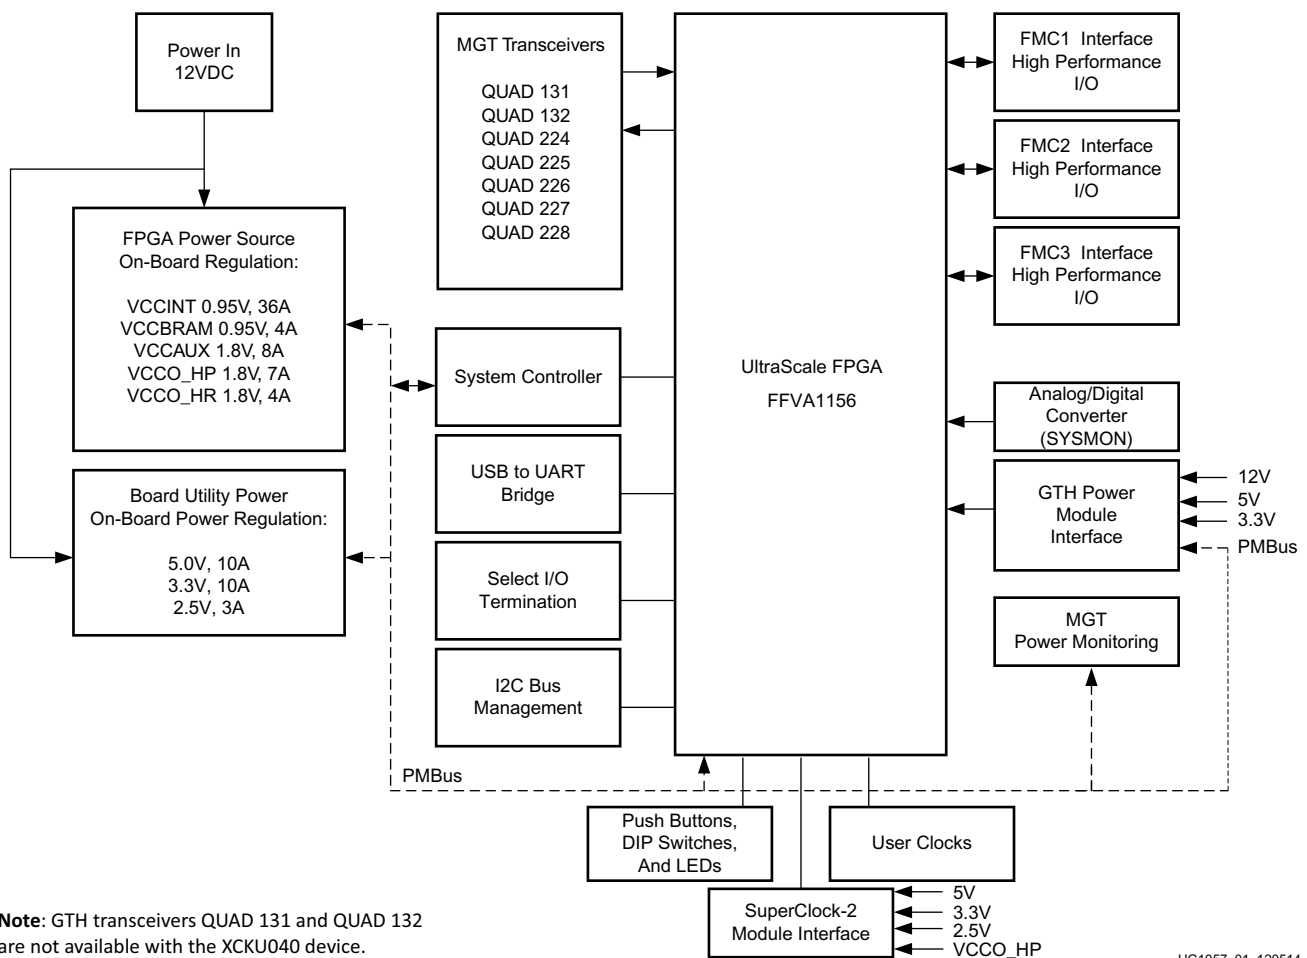 Power In
12VDC
MGT Transceivers
QUAD 131
QUAD 132
QUAD 224
QUAD 225
QUAD 226
QUAD 227
QUAD 228
FMC1 Interface
High Performance
I/O
FMC2 Interface
High Performance
I/O
FMC3 Interface
High Performance
I/O
FPGA Power Source
On-Board Regulation:
VCCINT 0.95V, 36A
VCCBRAM 0.95V, 4A
VCCAUX 1.8V, 8A
VCCO_HP 1.8V, 7A
VCCO_HR 1.8V, 4A
System Controller
UltraScale FPGA
FFVA1156
Analog/Digital
Converter
(SYSMON)
Board Utility Power
On-Board Power Regulation:
5.0V, 10A
3.3V, 10A
2.5V, 3A
USB to UART
Bridge
GTH Power
Module
Interface
12V
5V
3.3V
PMBus
Select I/O
Termination
MGT
Power Monitoring
I2C Bus
Management
PMBus
Push Buttons,
DIP Switches,
And LEDs
User Clocks
SuperClock-2
Module Interface
5V
3.3V
2.5V
VCCO_HP
Note: GTH transceivers QUAD 131 and QUAD 132
are not available with the XCKU040 device.